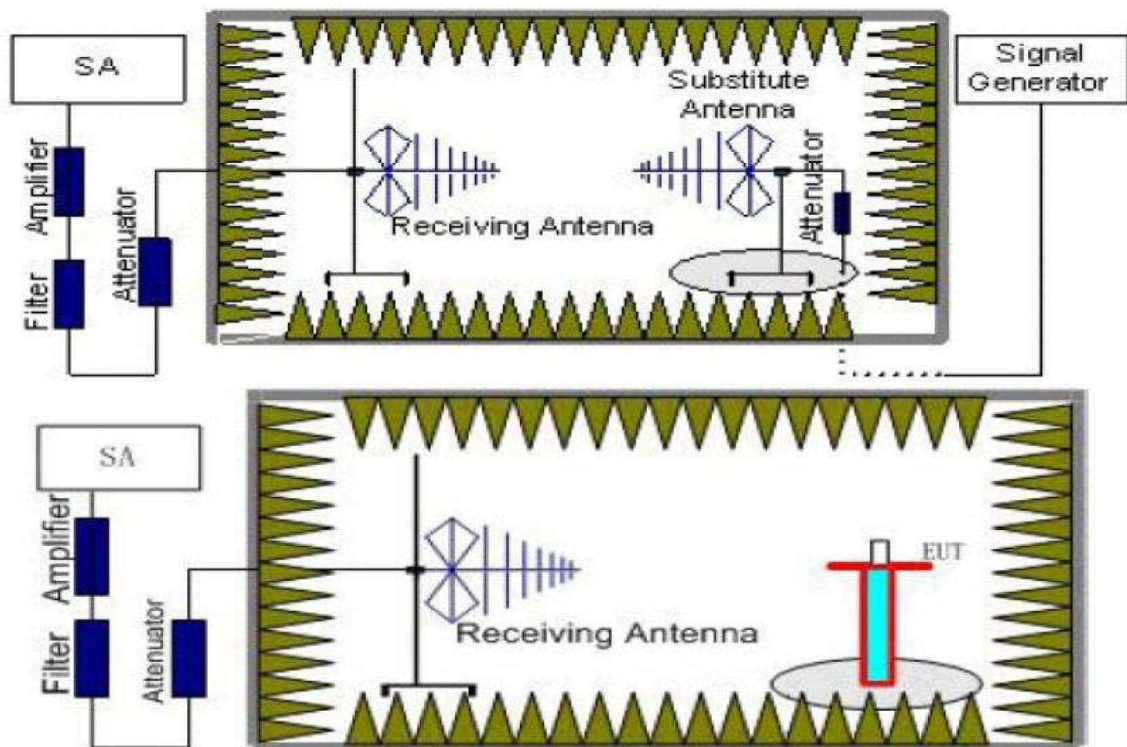 SA
Signal
Generator
Substitute
Antenna
Amplifier
Attenuator
Receiving Antenna
Attenuator
Filter
SA
Amplifier
EUT
Receiving Antenna
Filter
Attenuator